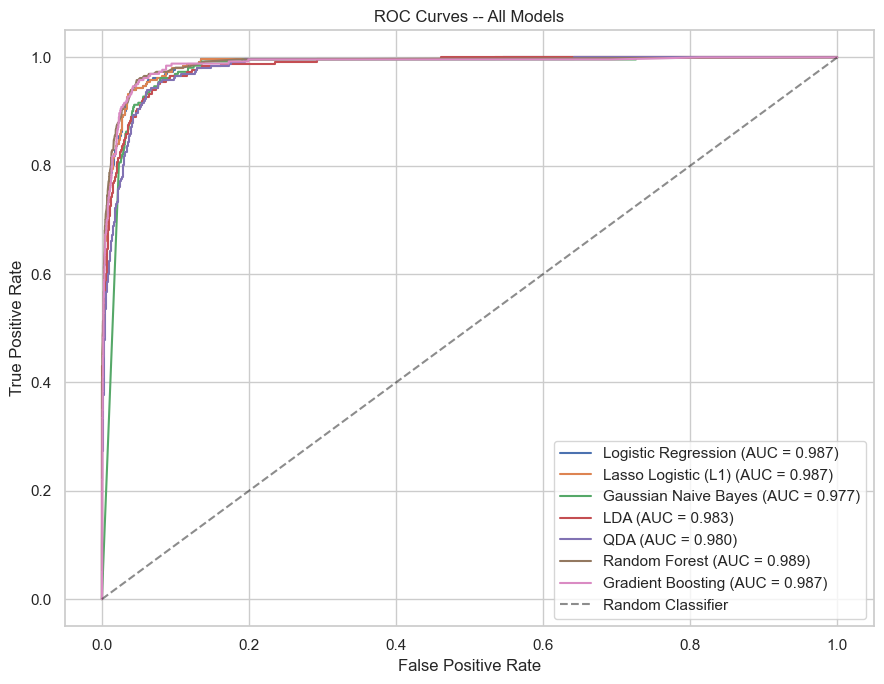 ROC Curves -- All Models
True Positive Rate
1.0
0.8
0.6
0.4
0.2
0.0
Logistic Regression (AUC = 0.987)
Lasso Logistic (L1) (AUC = 0.987)
Gaussian Naive Bayes (AUC = 0.977)
LDA (AUC = 0.983)
QDA (AUC = 0.980)
Random Forest (AUC = 0.989)
Gradient Boosting (AUC = 0.987)
Random Classifier
0.0 0.2 0.4 0.6 0.8 1.0
False Positive Rate